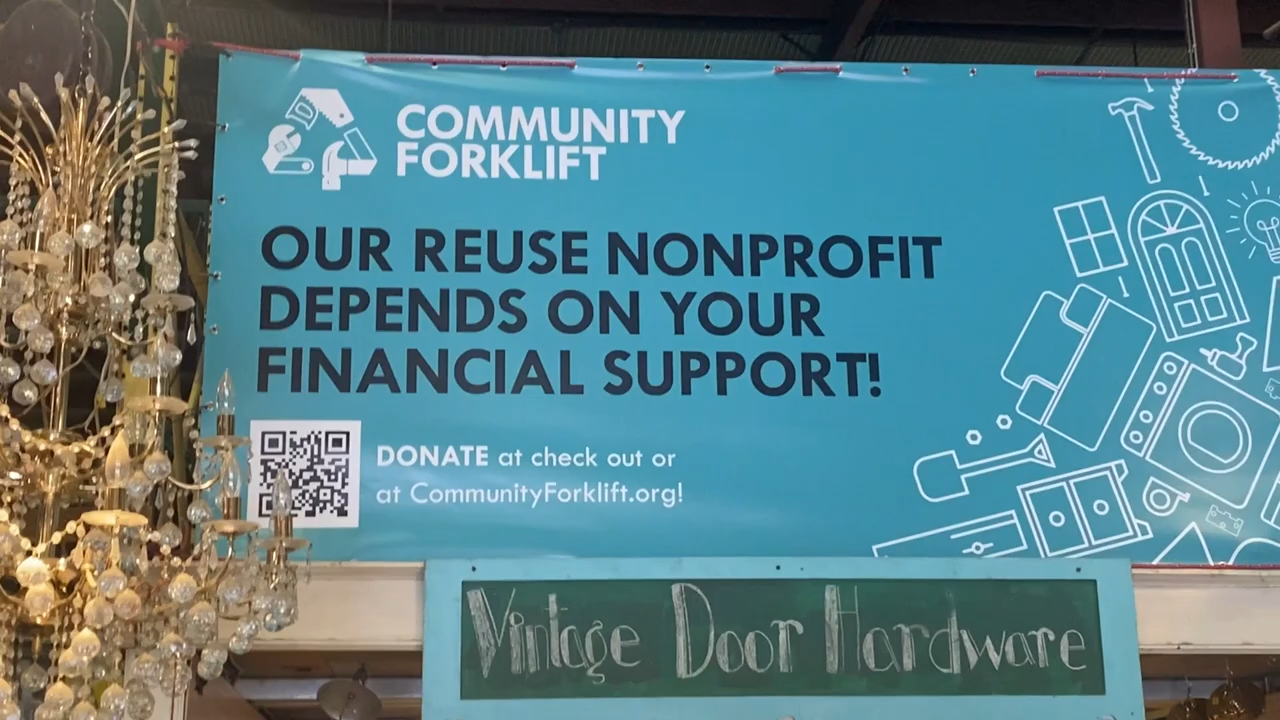 COMMUNITY
FORKLIFT
OUR REUSE NONPROFIT
DEPENDS ON YOUR
FINANCIAL SUPPORT!
DONATE at check out or
at CommunityForklift.org!
Vintage Door Hardware